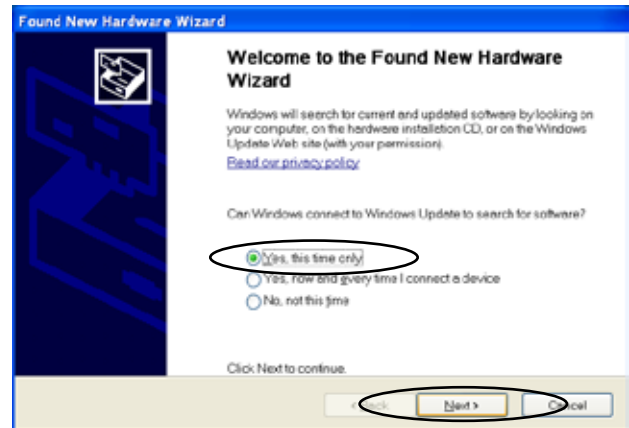 Found New Hardware Wizard
Welcome to the Found New Hardware
Wizard
Windows will search for current and updated software by looking on
your computer, on the hardware installation CD, or on the Windows
Update Web site (with your permission).
Read our privacy policy
Can Windows connect to Windows Update to search for software?
Yes, this time only
Yes, now and every time I connect a device
No, not this time
Click Next to continue.
< Back
Next >
Cancel